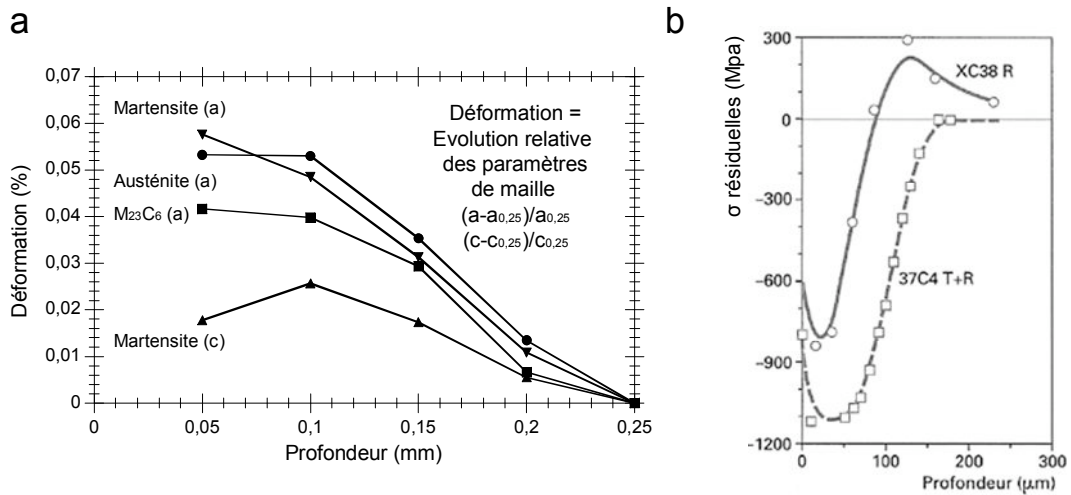 a
0,07
0,06
0,05
0,04
0,03
0,02
0,01
0
Déformation (%)
Martensite (a)
Austénite (a)
M23C6 (a)
Martensite (c)
Déformation =
Evolution relative
des paramètres
de maille
(a-a0,25)/a0,25
(c-c0,25)/c0,25
0 0,05 0,1 0,15 0,2 0,25
Profondeur (mm)
b
300
0
-300
-600
-900
-1200
σ résiduelles (Mpa)
XC38 R
37C4 T+R
0 100 200 300
Profondeur (µm)